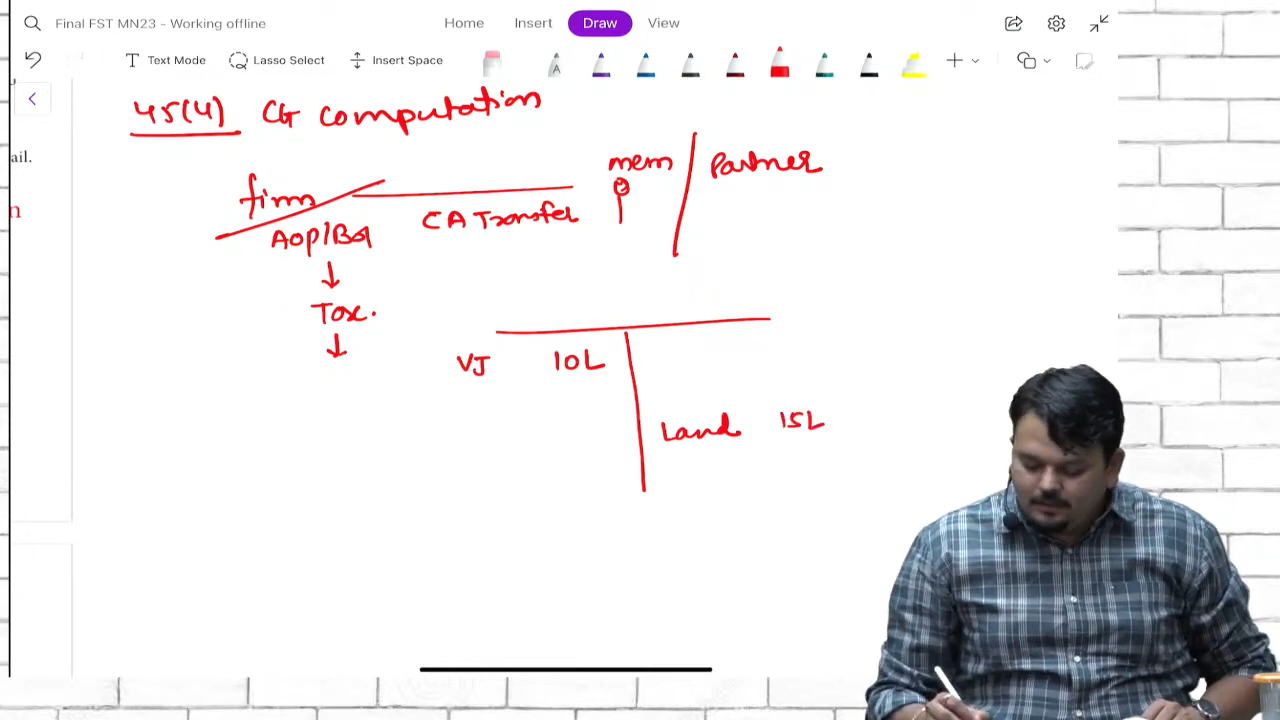 Final FST MN23 - Working offline
Home Insert Draw View
Text Mode Lasso Select Insert Space
A
ail.
n
45(4) CG computation
firm
AOP/BOI
CA Transfer
mem
Partner
Tax.
VJ 10L
Land 15L